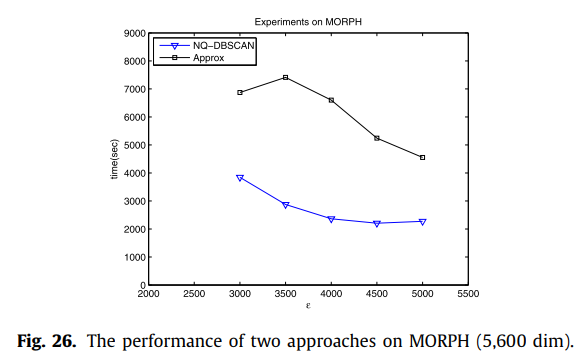 Experiments on MORPH
9000
8000
7000
6000
5000
4000
3000
2000
1000
0
time(sec)
NQ−DBSCAN
Approx
2000 2500 3000 3500 4000 4500 5000 5500
ε
Fig. 26. The performance of two approaches on MORPH (5,600 dim).